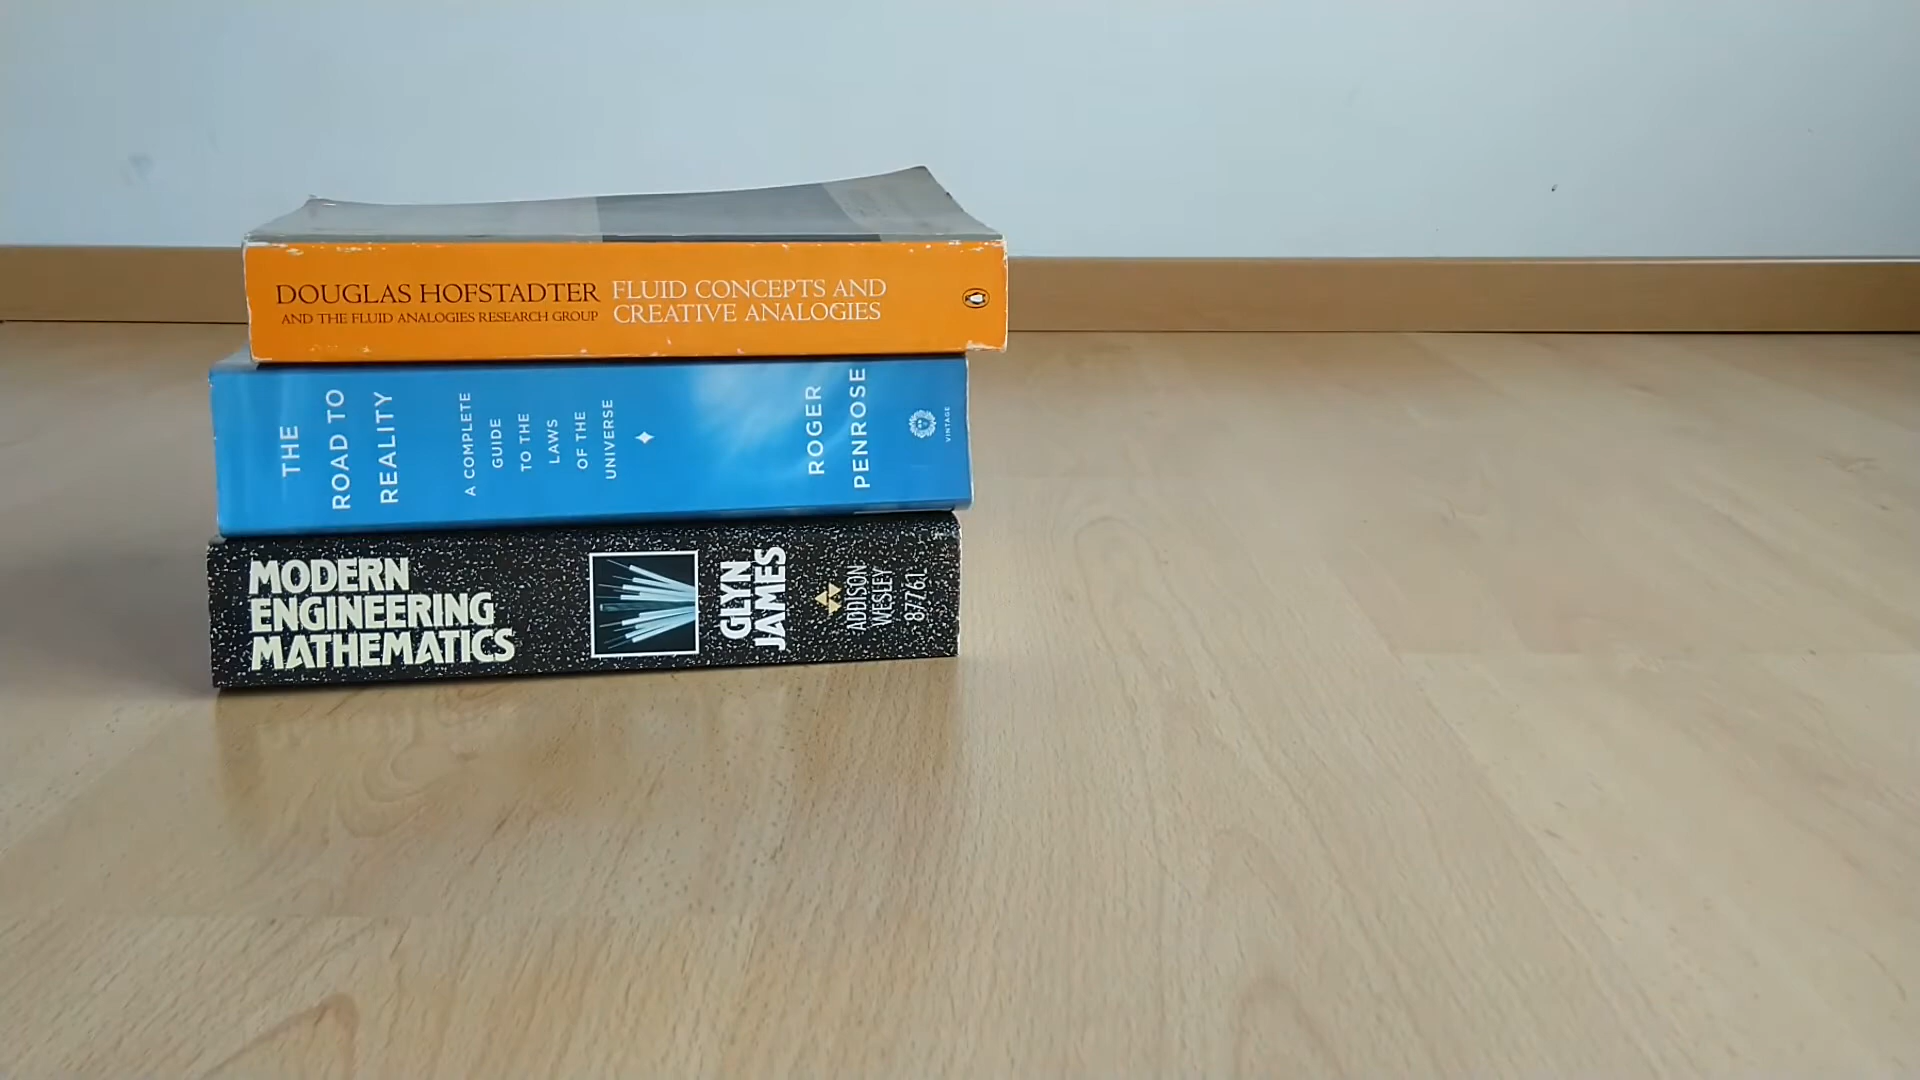 DOUGLAS HOFSTADTER
AND THE FLUID ANALOGIES RESEARCH GROUP
FLUID CONCEPTS AND
CREATIVE ANALOGIES
THE
ROAD TO
REALITY
A COMPLETE
GUIDE
TO THE
LAWS
OF THE
UNIVERSE
ROGER
PENROSE
VINTAGE
MODERN
ENGINEERING
MATHEMATICS
GLYN
JAMES
ADDISON
WESLEY
87761